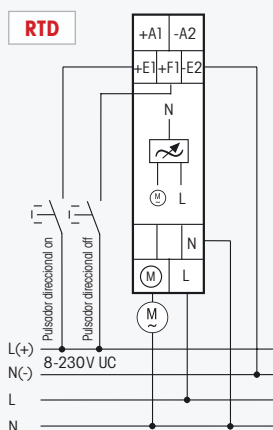 RTD
+A1 -A2
+E1 +F1 -E2
N
M ~ L
N
M L
M ~
Pulsador direccional on
Pulsador direccional off
L(+)
8-230V UC
N(-)
L
N